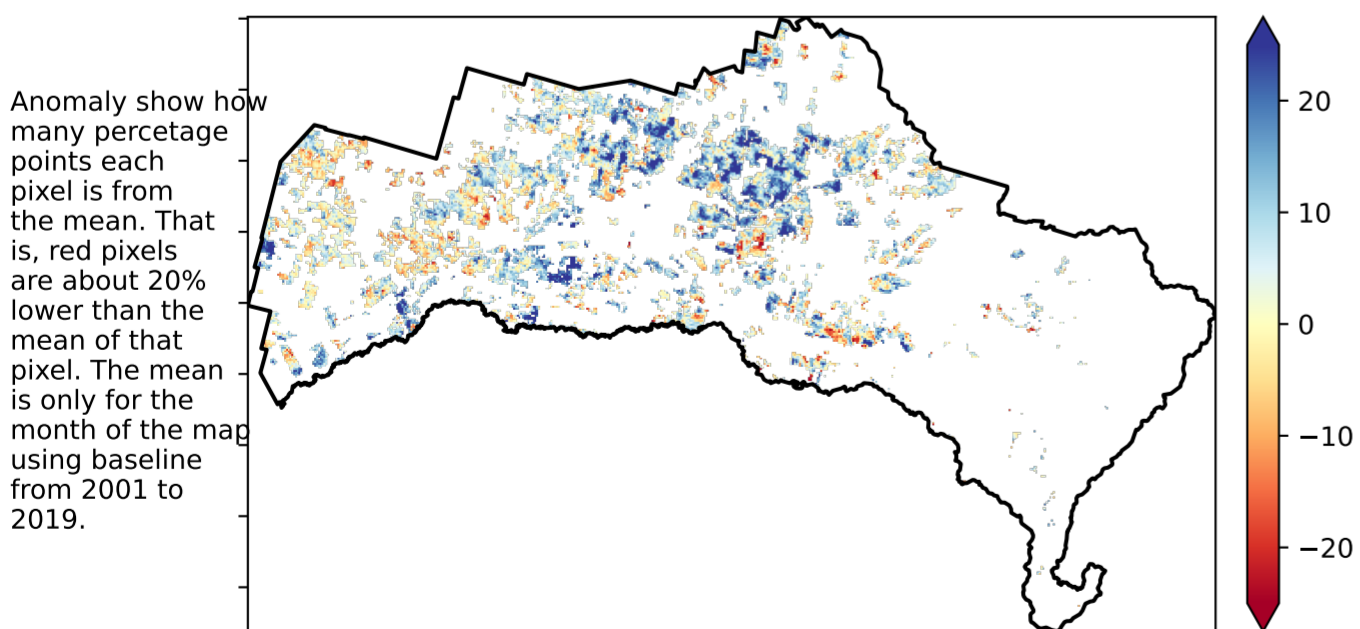 Anomaly show how
many percetage
points each
pixel is from
the mean. That
is, red pixels
are about 20%
lower than the
mean of that
pixel. The mean
is only for the
month of the map
using baseline
from 2001 to
2019.
20
10
0
−10
−20